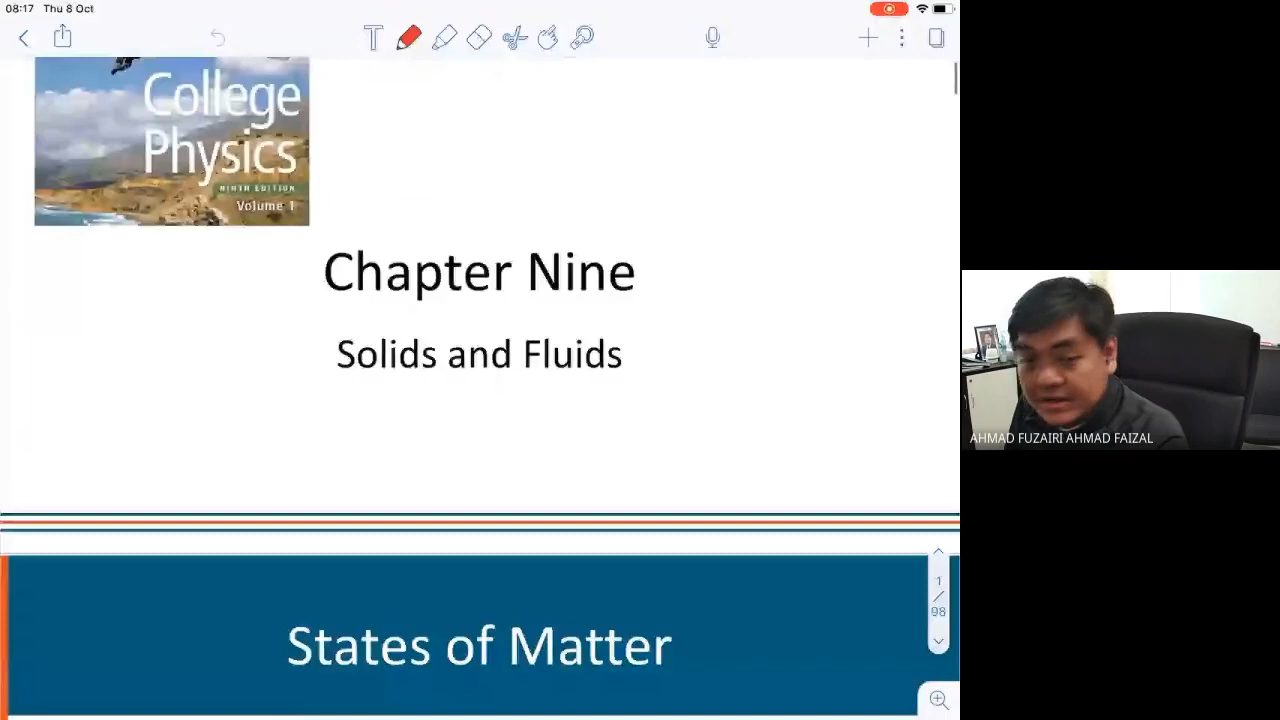 08:17 Thu 8 Oct
College
Physics
NINTH EDITION
Volume 1
Chapter Nine
Solids and Fluids
1
/
98
States of Matter
AHMAD FUZAIRI AHMAD FAIZAL